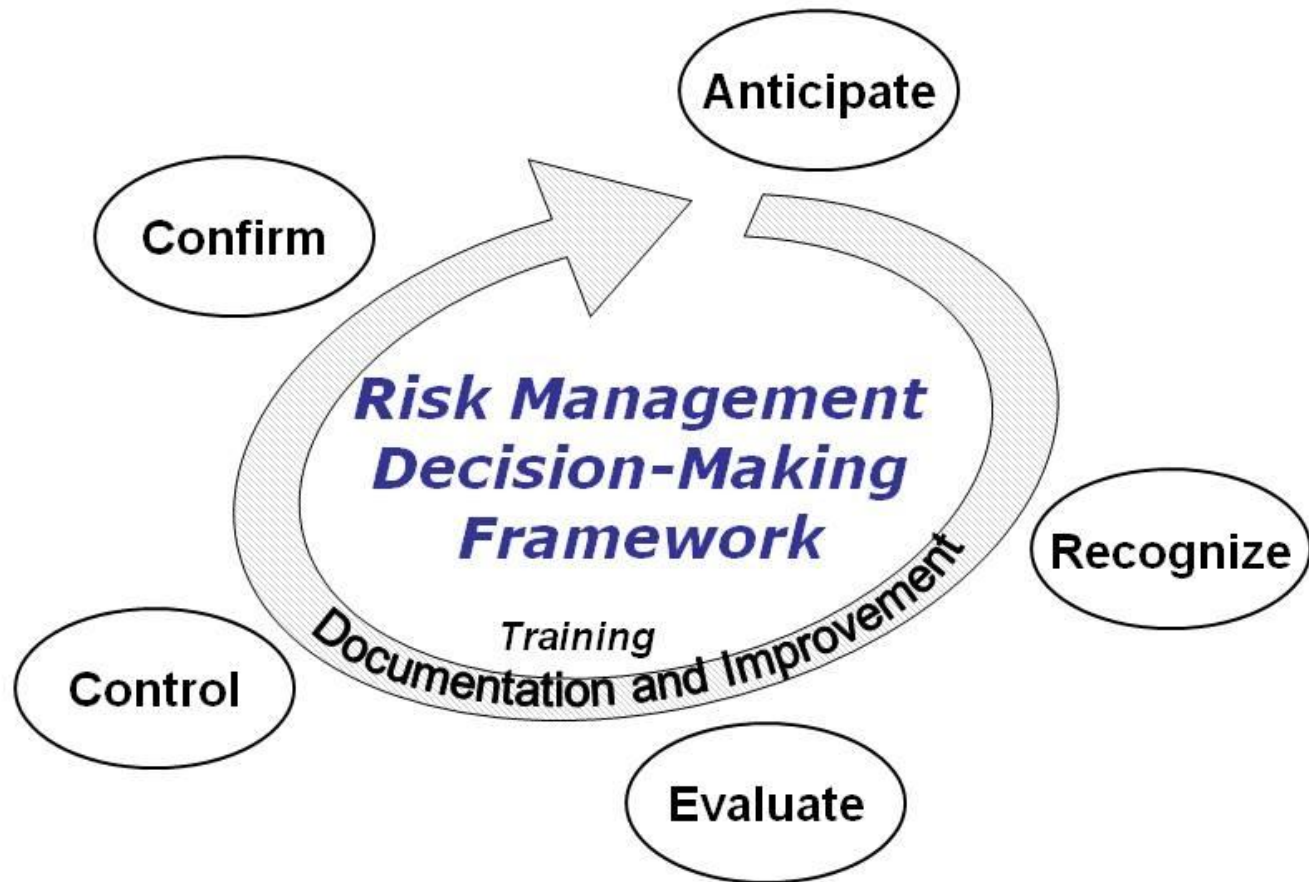 Anticipate
Confirm
Risk Management
Decision-Making
Framework
Recognize
Training
Documentation and Improvement
Control
Evaluate